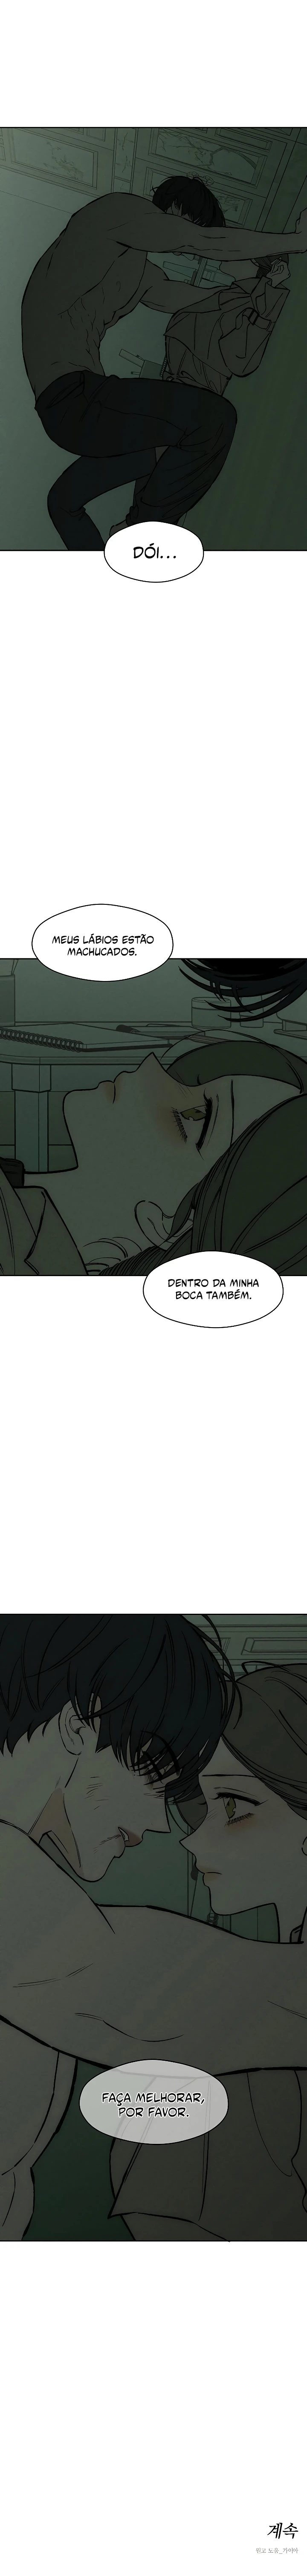 DÓI...
MEUS LÁBIOS ESTÃO
MACHUCADOS.
DENTRO DA MINHA
BOCA TAMBÉM.
FAÇA MELHORAR,
POR FAVOR.
계속